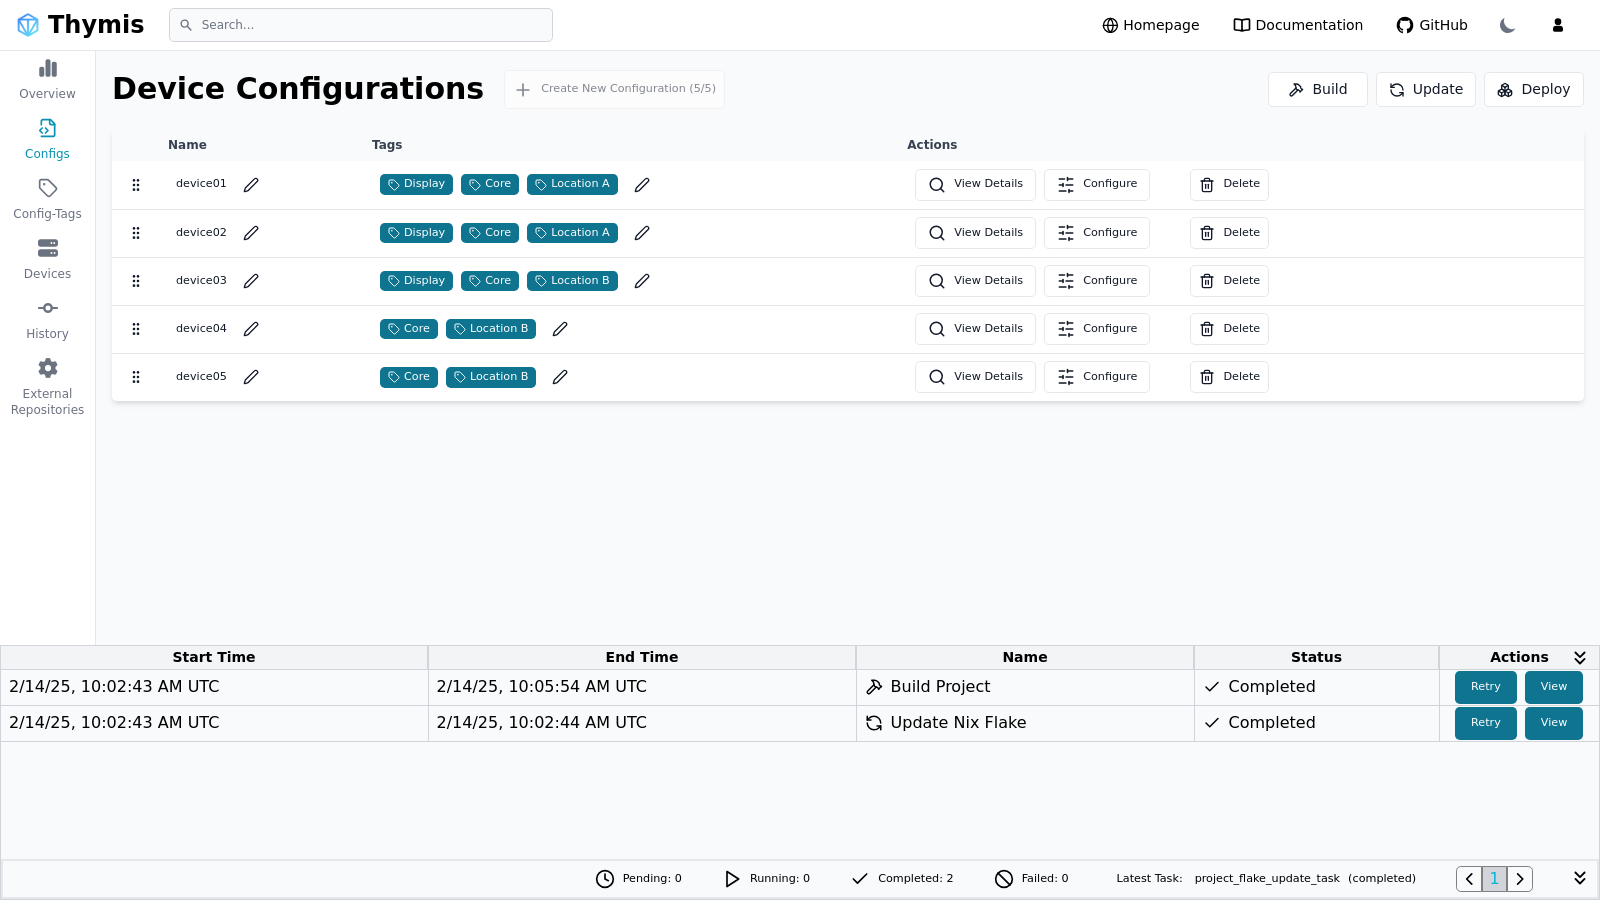 Thymis
Search...
Homepage
Documentation
GitHub
Overview
Configs
Config-Tags
Devices
History
External
Repositories
Device Configurations
Create New Configuration (5/5)
Build
Update
Deploy
Name Tags Actions
device01 Display Core Location A View Details Configure Delete
device02 Display Core Location A View Details Configure Delete
device03 Display Core Location B View Details Configure Delete
device04 Core Location B View Details Configure Delete
device05 Core Location B View Details Configure Delete
Start Time End Time Name Status Actions
2/14/25, 10:02:43 AM UTC 2/14/25, 10:05:54 AM UTC Build Project Completed Retry View
2/14/25, 10:02:43 AM UTC 2/14/25, 10:02:44 AM UTC Update Nix Flake Completed Retry View
Pending: 0 Running: 0 Completed: 2 Failed: 0 Latest Task: project_flake_update_task (completed) 1